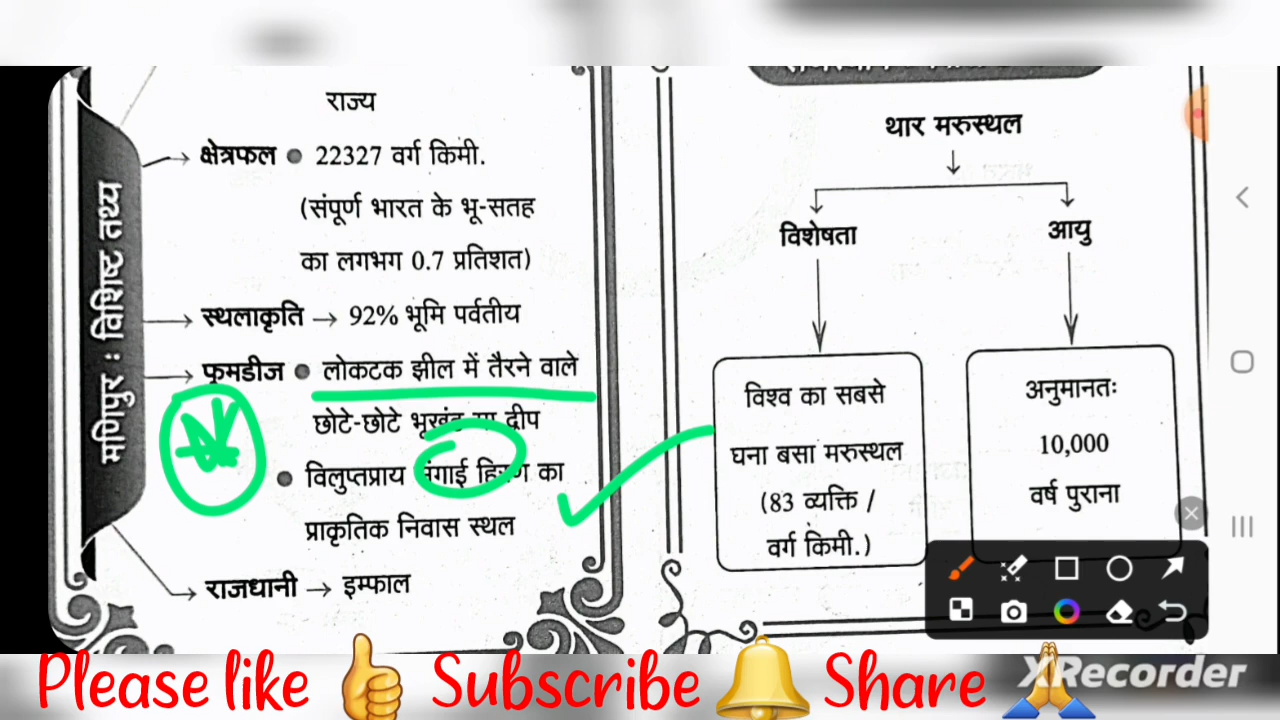 राज्य
क्षेत्रफल ● 22327 वर्ग किमी.
(संपूर्ण भारत के भू-सतह
का लगभग 0.7 प्रतिशत)
स्थलाकृति → 92% भूमि पर्वतीय
फूमडीज ● लोकटक झील में तैरने वाले
छोटे-छोटे भूखंड या द्वीप
● विलुप्तप्राय संगाई हिरण का
प्राकृतिक निवास स्थल
राजधानी → इम्फाल
मणिपुर : विशिष्ट तथ्य
थार मरुस्थल
विशेषता
आयु
विश्व का सबसे
घना बसा मरुस्थल
(83 व्यक्ति /
वर्ग किमी.)
अनुमानतः
10,000
वर्ष पुराना
Please like Subscribe Share
XRecorder